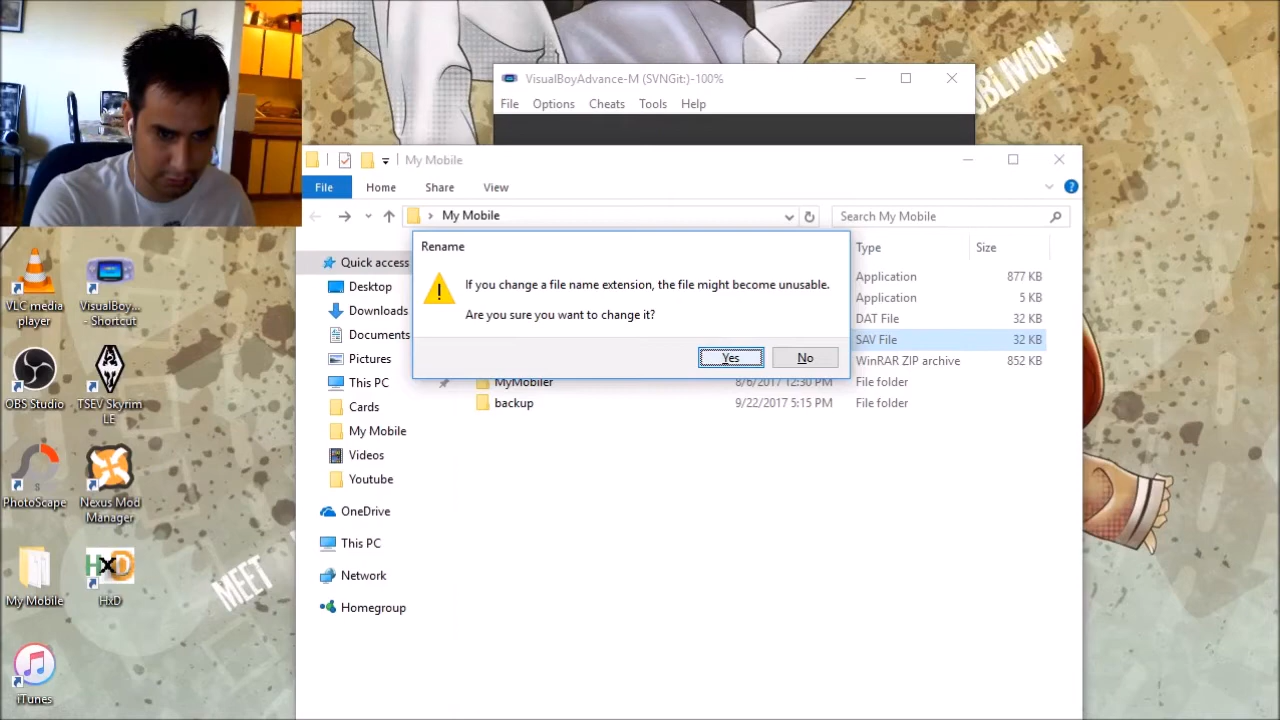 OBLIVION
VisualBoyAdvance-M (SVNGit:)-100%
File Options Cheats Tools Help
My Mobile
File Home Share View
My Mobile
Search My Mobile
Rename
If you change a file name extension, the file might become unusable.
Are you sure you want to change it?
Yes No
Type Size
Application 877 KB
Application 5 KB
DAT File 32 KB
SAV File 32 KB
WinRAR ZIP archive 852 KB
MyMobiler 8/6/2017 12:30 PM File folder
backup 9/22/2017 5:15 PM File folder
Quick access
Desktop
Downloads
Documents
Pictures
This PC
Cards
My Mobile
Videos
Youtube
OneDrive
This PC
Network
Homegroup
VLC media
player
VisualBoy...
- Shortcut
OBS Studio
TSEV Skyrim
LE
PhotoScape
Nexus Mod
Manager
My Mobile
HxD
HxD
iTunes
MEET